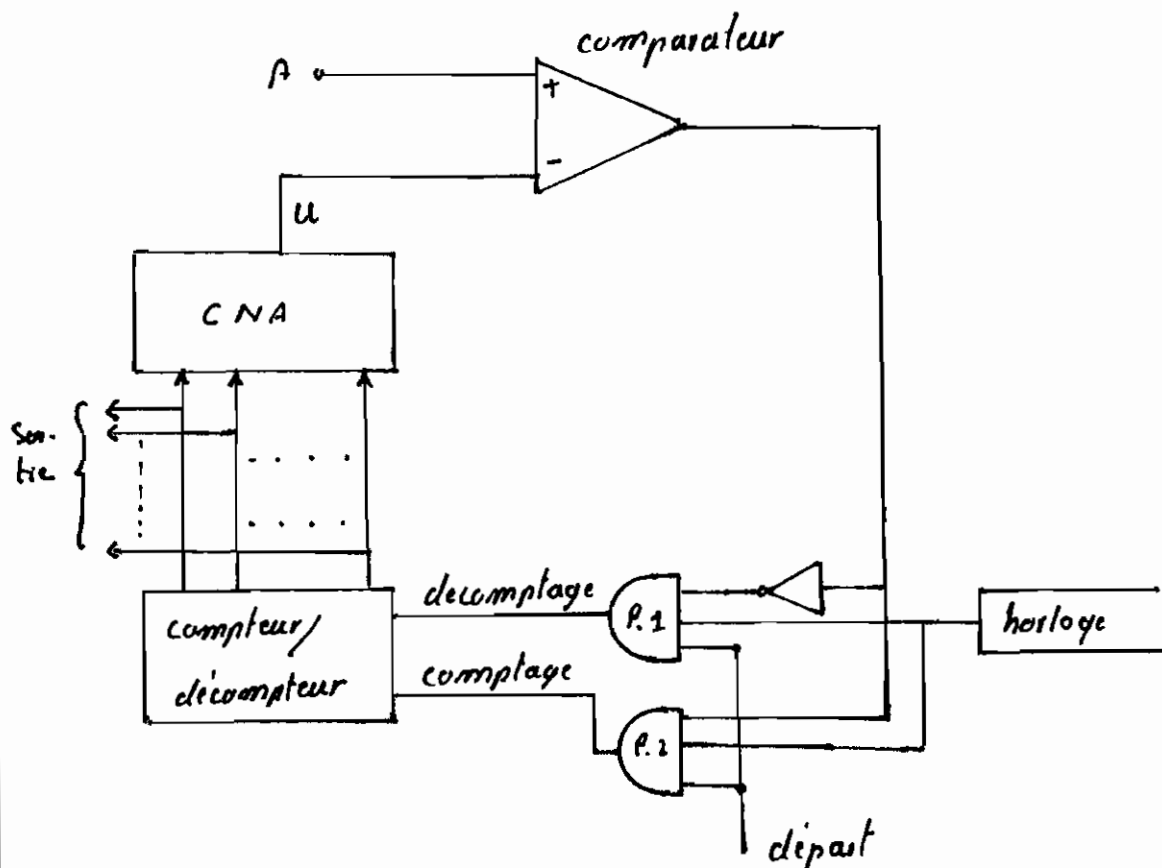 comparateur
A
+
-
U
CNA
Sor-
tie
decomptage
P.1
horloge
compteur/
décompteur
comptage
P.2
départ